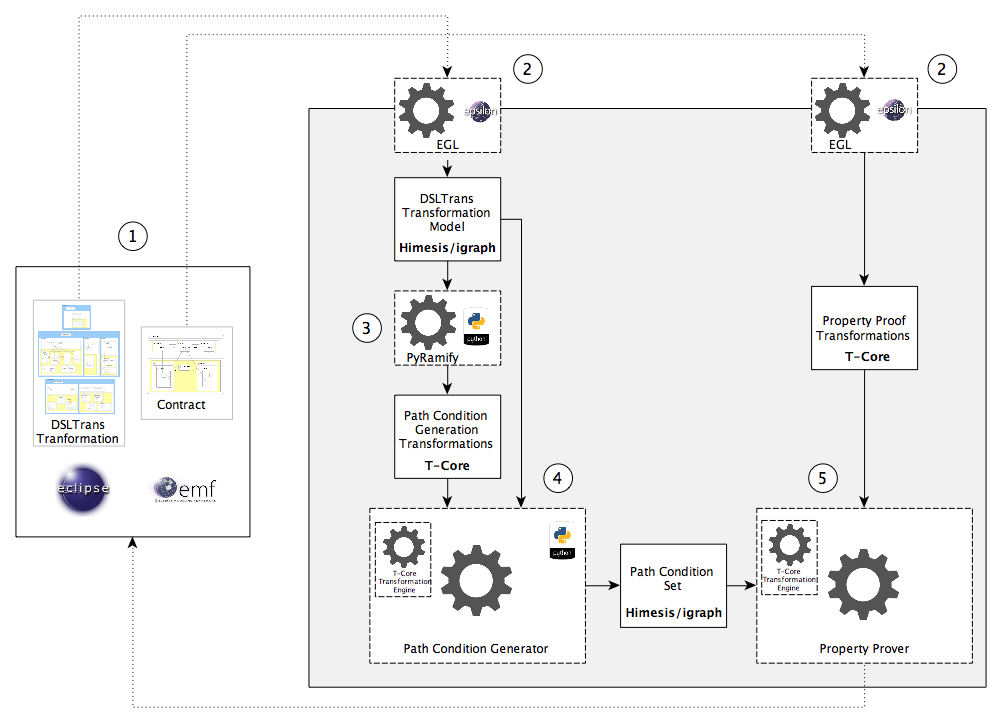 2
2
epsilon
EGL
epsilon
EGL
1
DSLTrans
Transformation
Model
Himesis/igraph
3
python
PyRamify
Property Proof
Transformations
T-Core
Contract
DSLTrans
Tranformation
eclipse
emf
Path Condition
Generation
Transformations
T-Core
4
5
T-Core
Transformation
Engine
python
Path Condition Generator
Path Condition
Set
Himesis/igraph
T-Core
Transformation
Engine
Property Prover